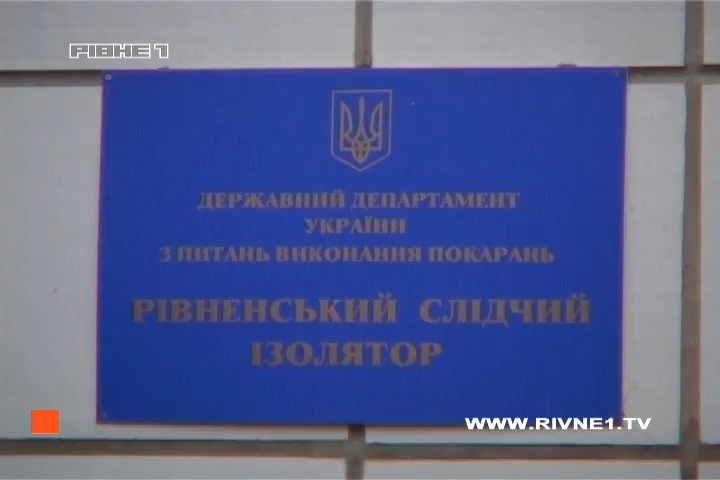 РІВНЕ 1
ДЕРЖАВНИЙ ДЕПАРТАМЕНТ
УКРАЇНИ
З ПИТАНЬ ВИКОНАННЯ ПОКАРАНЬ
РІВНЕНСЬКИЙ СЛІДЧИЙ
ІЗОЛЯТОР
WWW.RIVNE1.TV